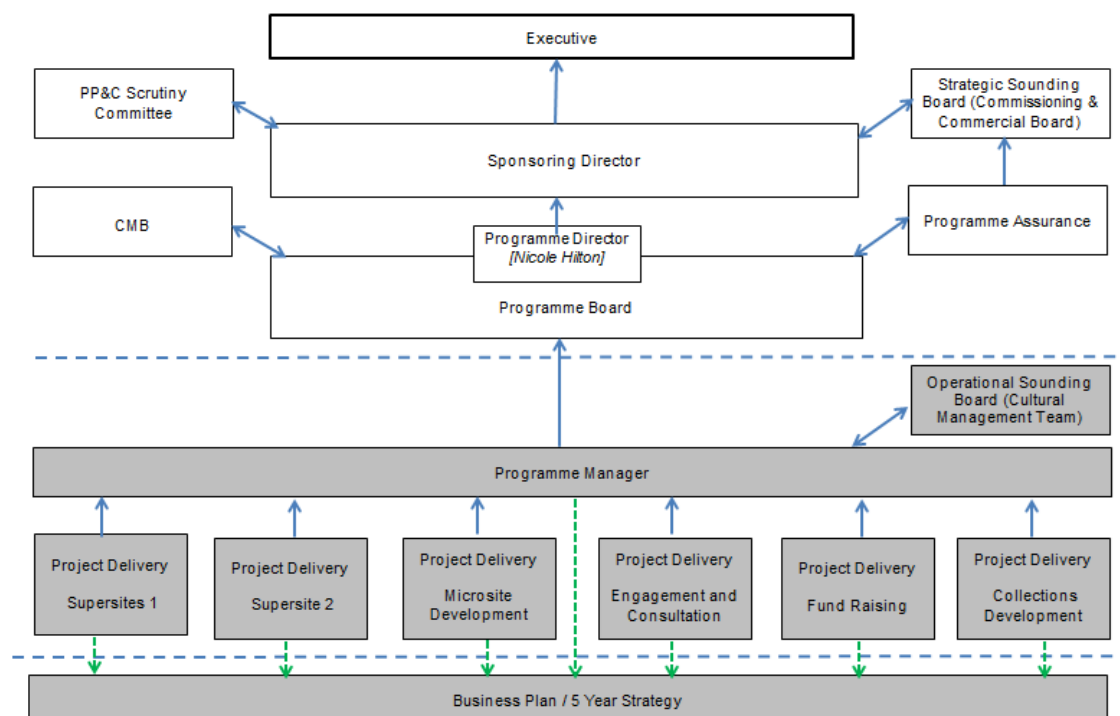 Executive
PP&C Scrutiny
Committee
Strategic Sounding
Board (Commissioning &
Commercial Board)
Sponsoring Director
CMB
Programme Director
[Nicole Hilton]
Programme Assurance
Programme Board
Operational Sounding
Board (Cultural
Management Team)
Programme Manager
Project Delivery
Supersites 1
Project Delivery
Supersite 2
Project Delivery
Microsite
Development
Project Delivery
Engagement and
Consultation
Project Delivery
Fund Raising
Project Delivery
Collections
Development
Business Plan / 5 Year Strategy